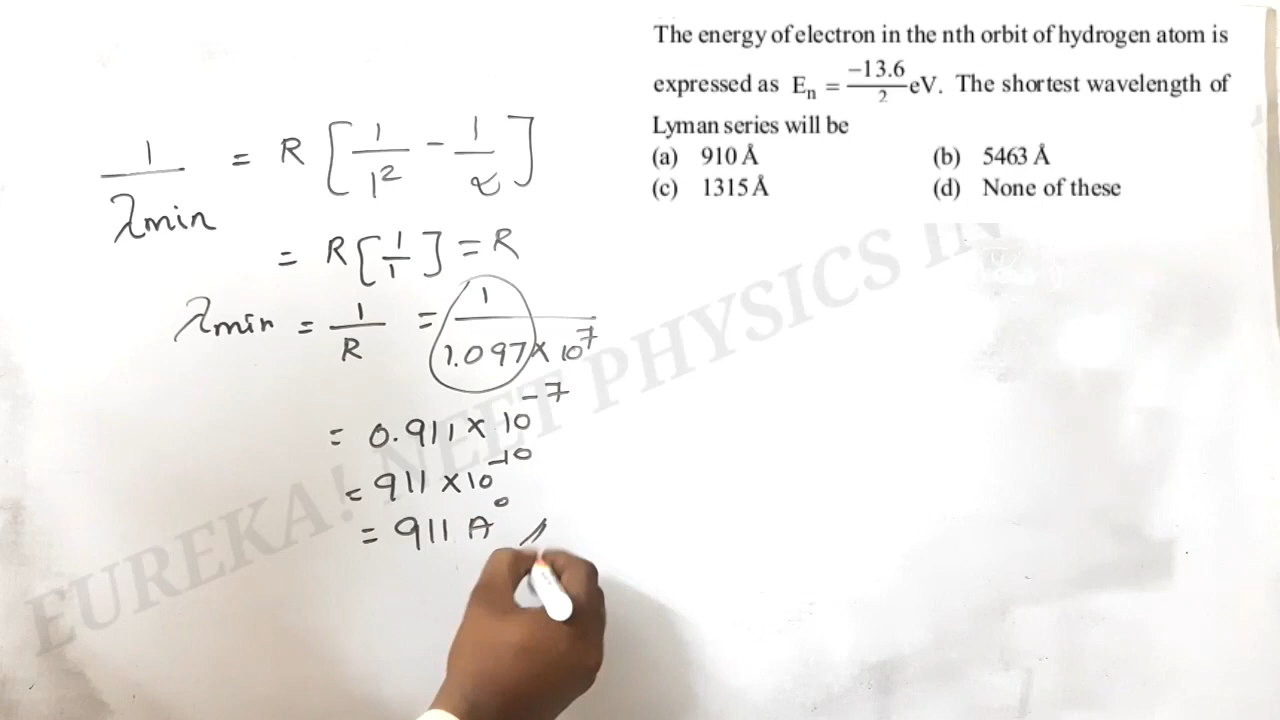 The energy of electron in the nth orbit of hydrogen atom is
expressed as Eₙ = −13.6/2 eV. The shortest wavelength of
Lyman series will be
(a) 910 Å (b) 5463 Å
(c) 1315 Å (d) None of these
1/λmin = R [1/1² - 1/∞]
= R [1/1] = R
λmin = 1/R = 1/1.097 × 10⁷
= 0.911 × 10⁻⁷
= 911 × 10⁻¹⁰
= 911 A°
EUREKA! NEET PHYSICS IN